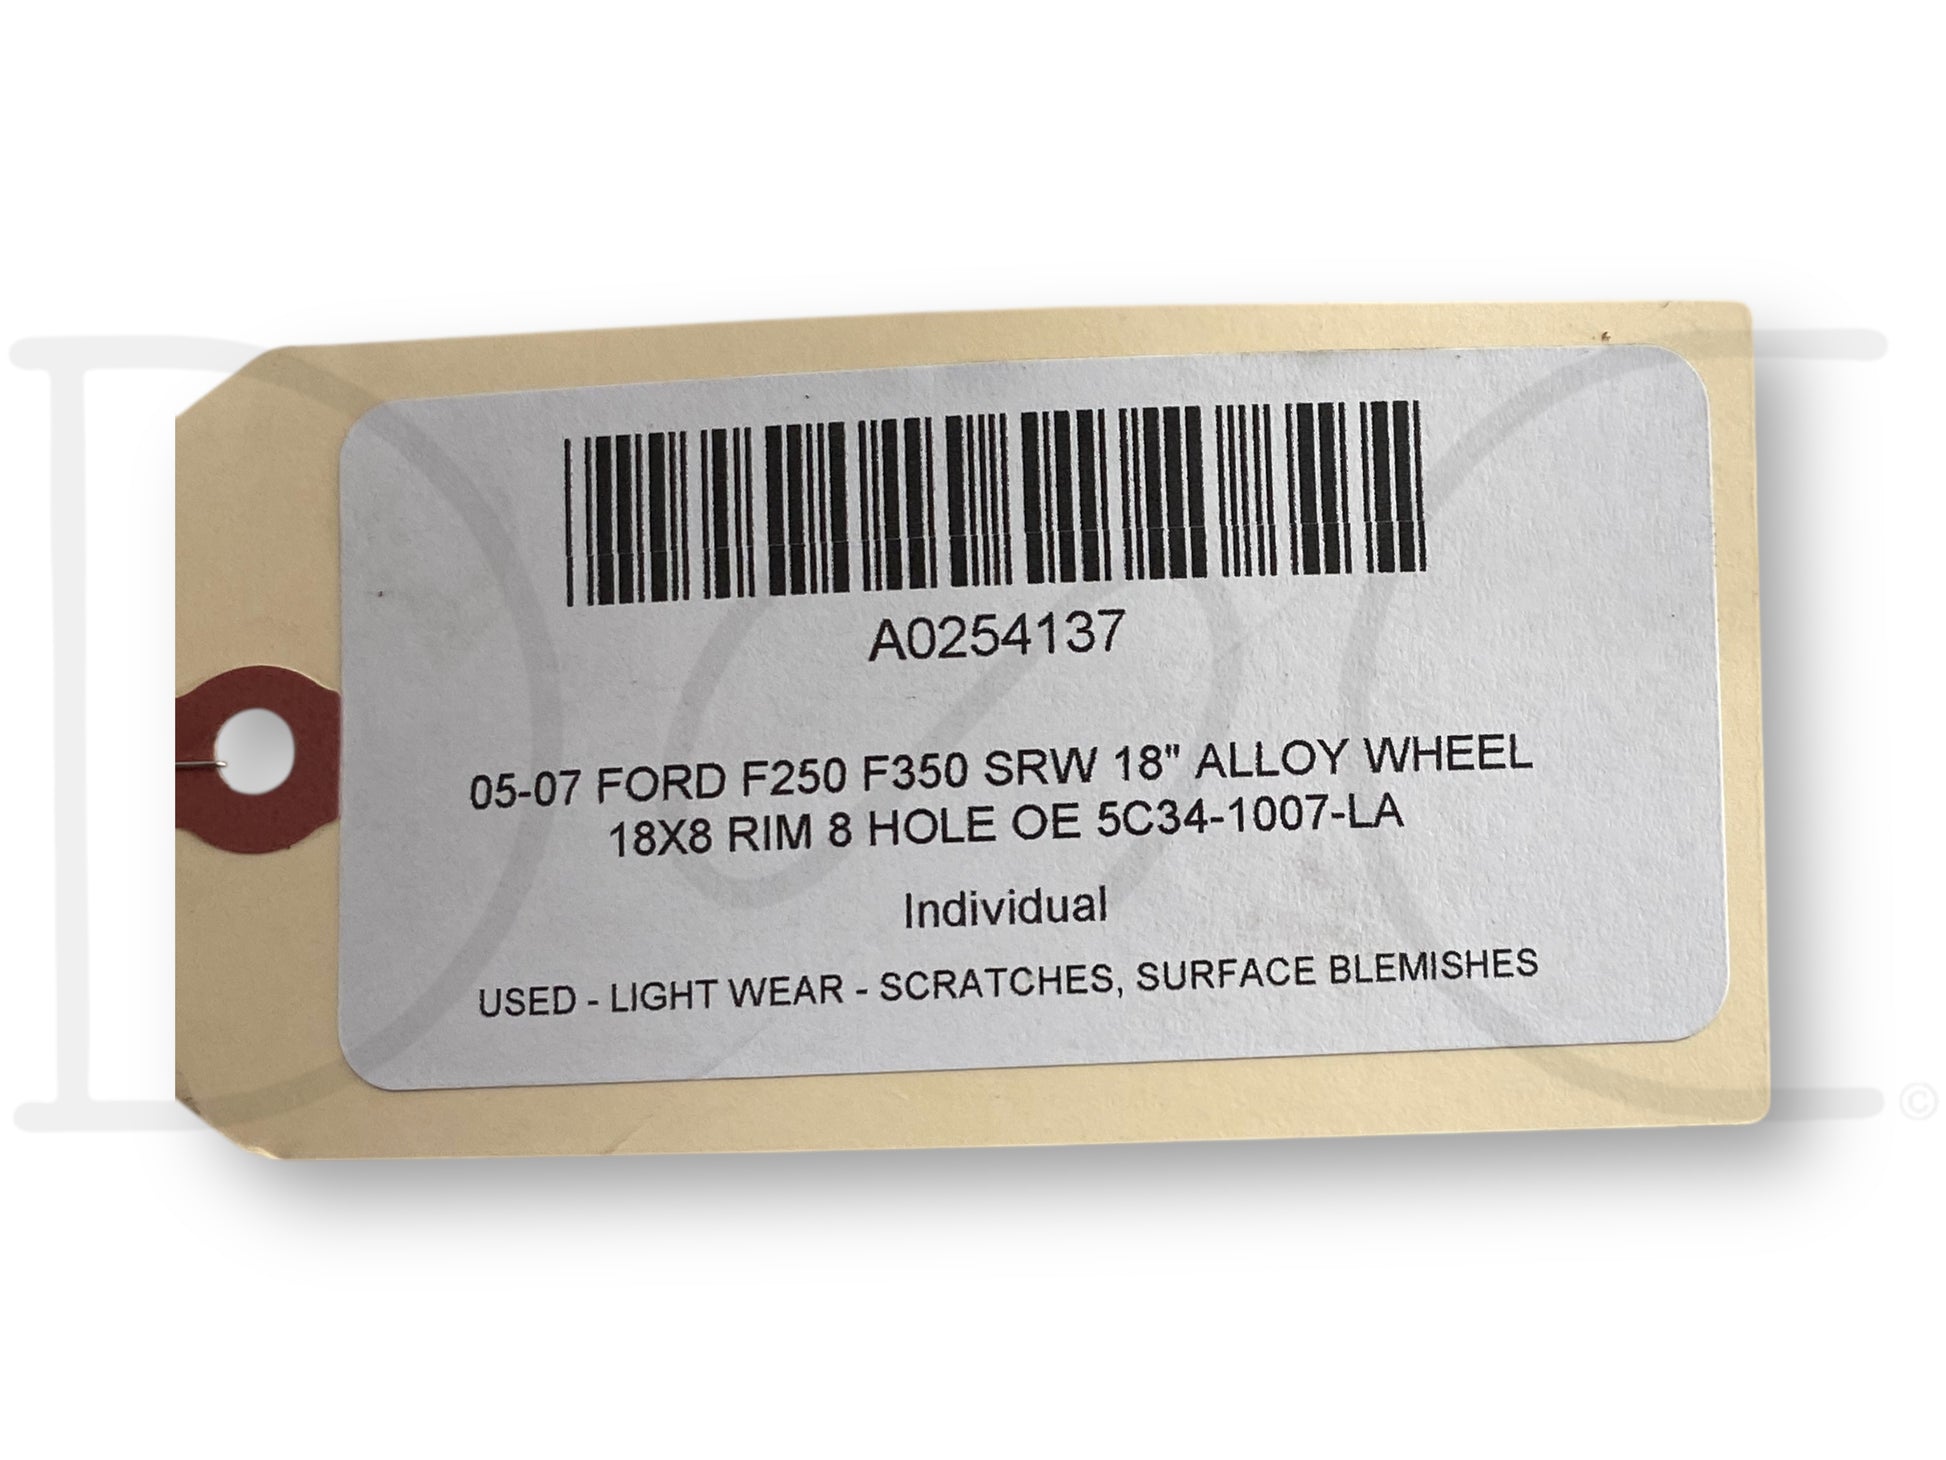 A0254137
05-07 FORD F250 F350 SRW 18" ALLOY WHEEL
18X8 RIM 8 HOLE OE 5C34-1007-LA
Individual
USED - LIGHT WEAR - SCRATCHES, SURFACE BLEMISHES
©